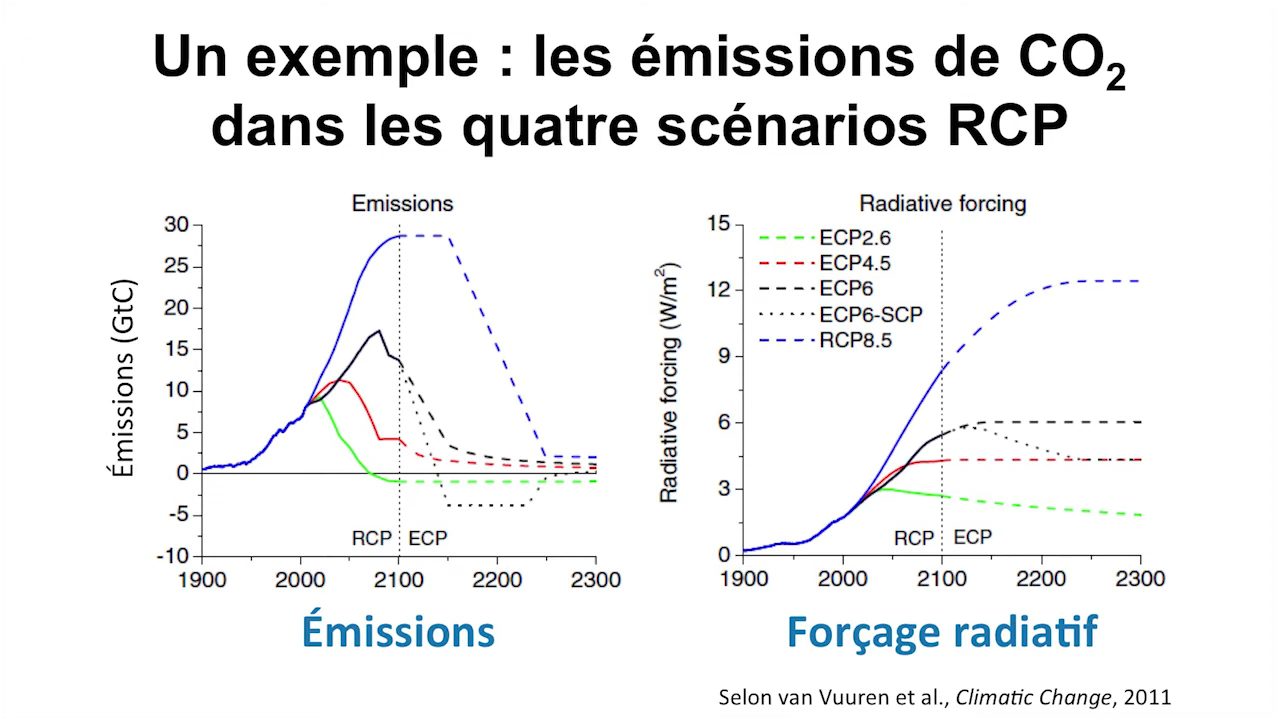 Un exemple : les émissions de CO₂
dans les quatre scénarios RCP
Emissions
Émissions (GtC)
30
25
20
15
10
5
0
-5
-10
RCP
ECP
1900
2000
2100
2200
2300
Émissions
Radiative forcing
Radiative forcing (W/m²)
15
12
9
6
3
0
ECP2.6
ECP4.5
ECP6
ECP6-SCP
RCP8.5
RCP
ECP
1900
2000
2100
2200
2300
Forçage radiatif
Selon van Vuuren et al., Climatic Change, 2011